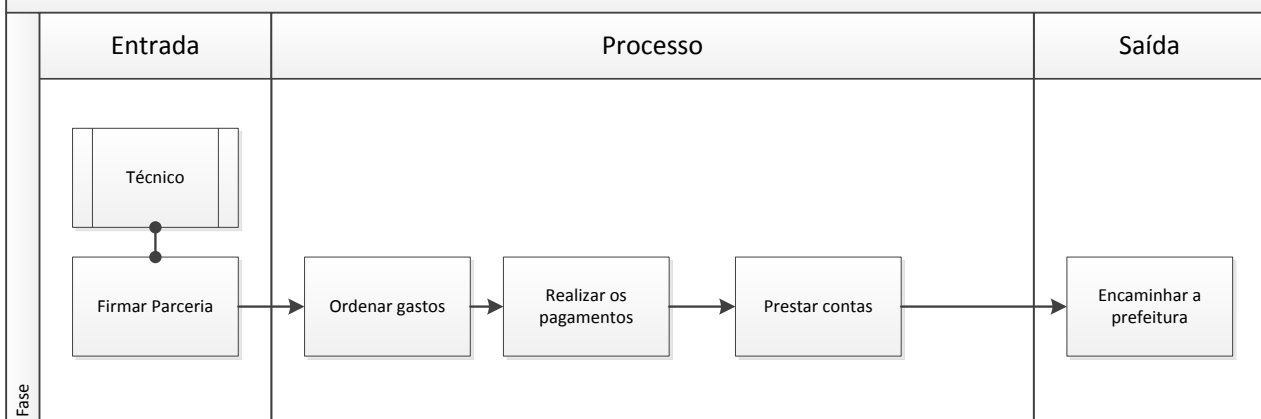 Entrada
Processo
Saída
Técnico
Firmar Parceria
Ordenar gastos
Realizar os
pagamentos
Prestar contas
Encaminhar a
prefeitura
Fase